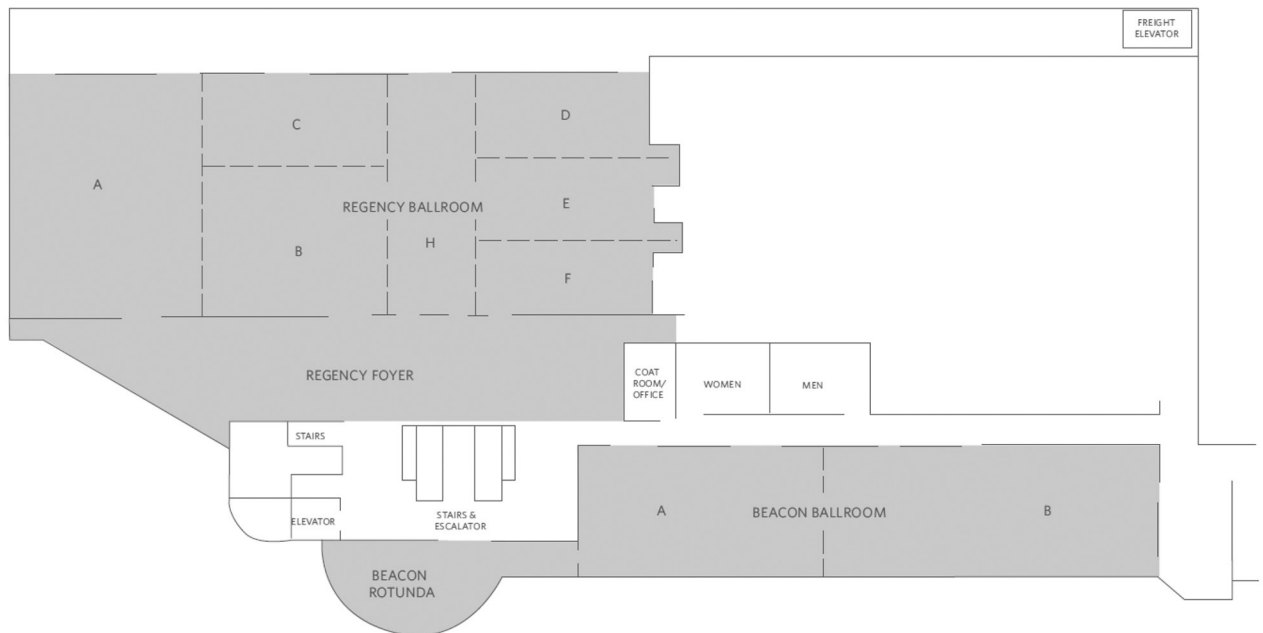 FREIGHT
ELEVATOR
C
D
A
REGENCY BALLROOM
E
B
H
F
REGENCY FOYER
COAT
ROOM/
OFFICE
WOMEN
MEN
STAIRS
ELEVATOR
STAIRS &
ESCALATOR
A
BEACON BALLROOM
B
BEACON
ROTUNDA